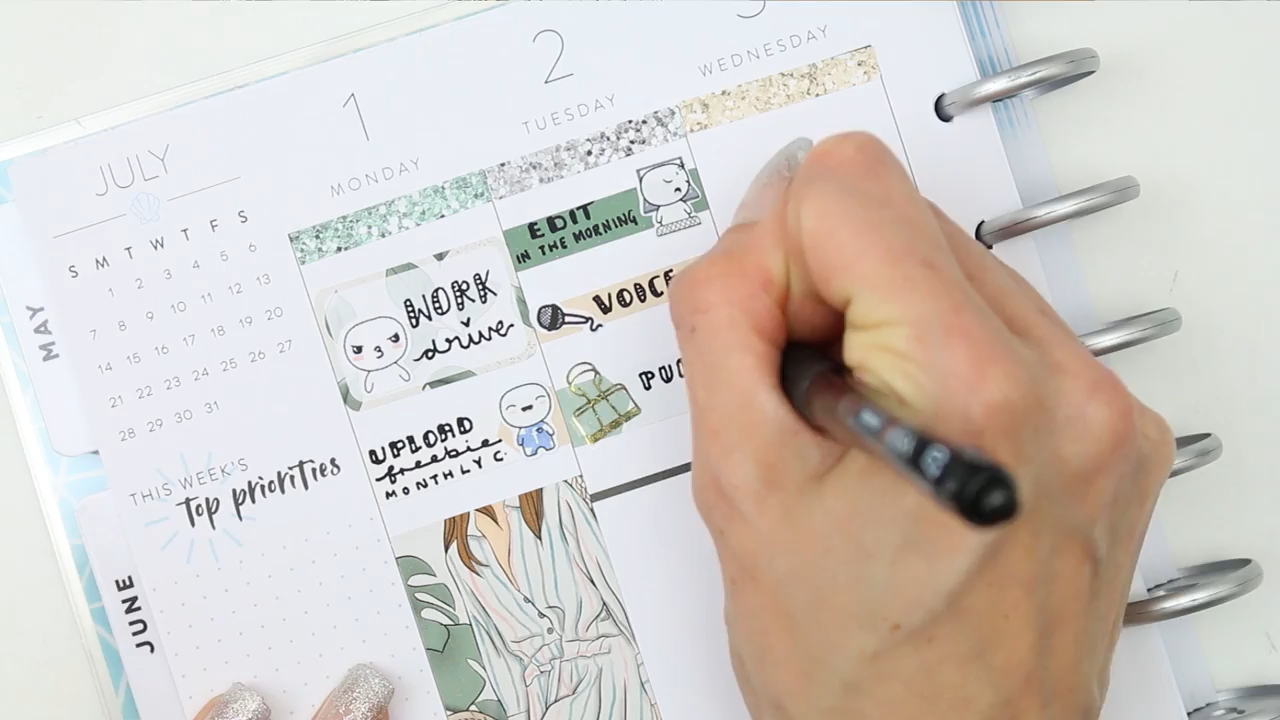 JULY
S M T W T F S
1 2 3 4 5 6
7 8 9 10 11 12 13
14 15 16 17 18 19 20
21 22 23 24 25 26 27
28 29 30 31
THIS WEEK'S
top priorities
MAY
JUNE
1
MONDAY
WORK
drive
UPLOAD
freebie
MONTHLY C
2
TUESDAY
EDIT
IN THE MORNING
VOICE
WEDNESDAY